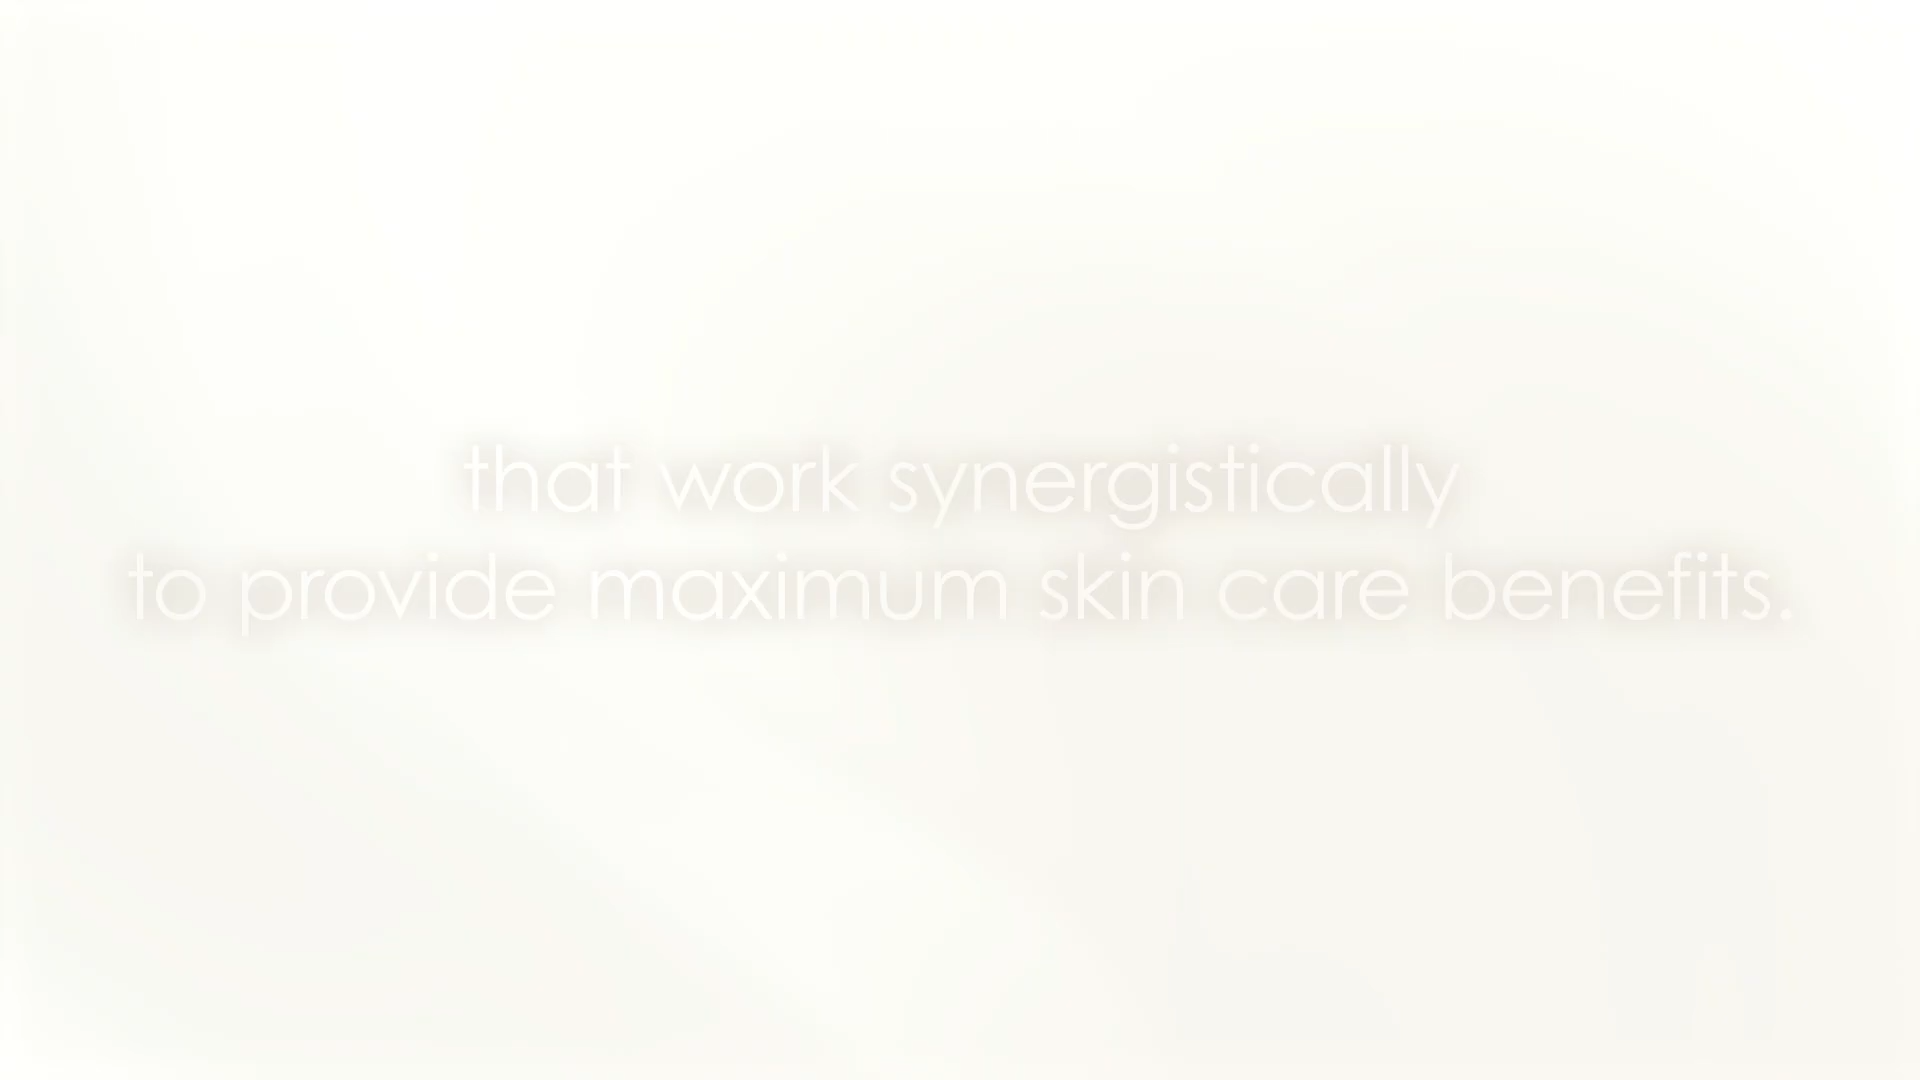 that work synergistically
to provide maximum skin care benefits.